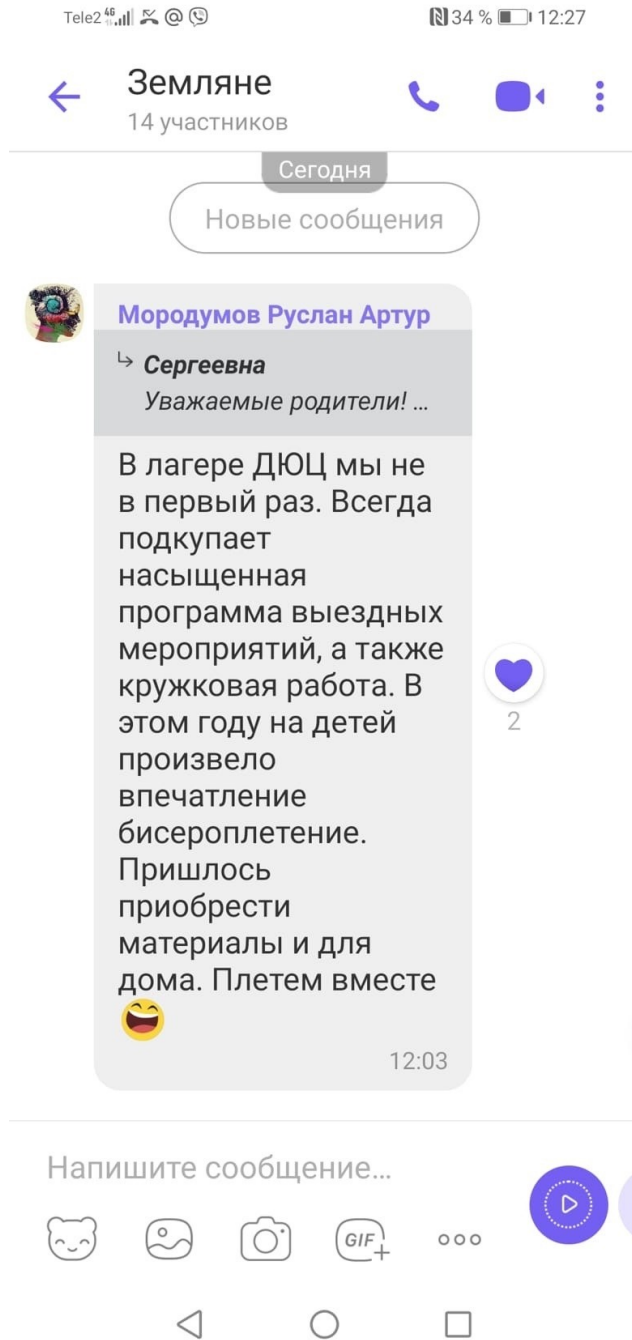 Tele2 4G 34 % 12:27
Земляне
14 участников
Сегодня
Новые сообщения
Мородумов Руслан Артур
Сергеевна
Уважаемые родители! ...
В лагере ДЮЦ мы не
в первый раз. Всегда
подкупает
насыщенная
программа выездных
мероприятий, а также
кружковая работа. В
этом году на детей
произвело
впечатление
бисероплетение.
Пришлось
приобрести
материалы и для
дома. Плетем вместе
😆
2
12:03
Напишите сообщение...
GIF